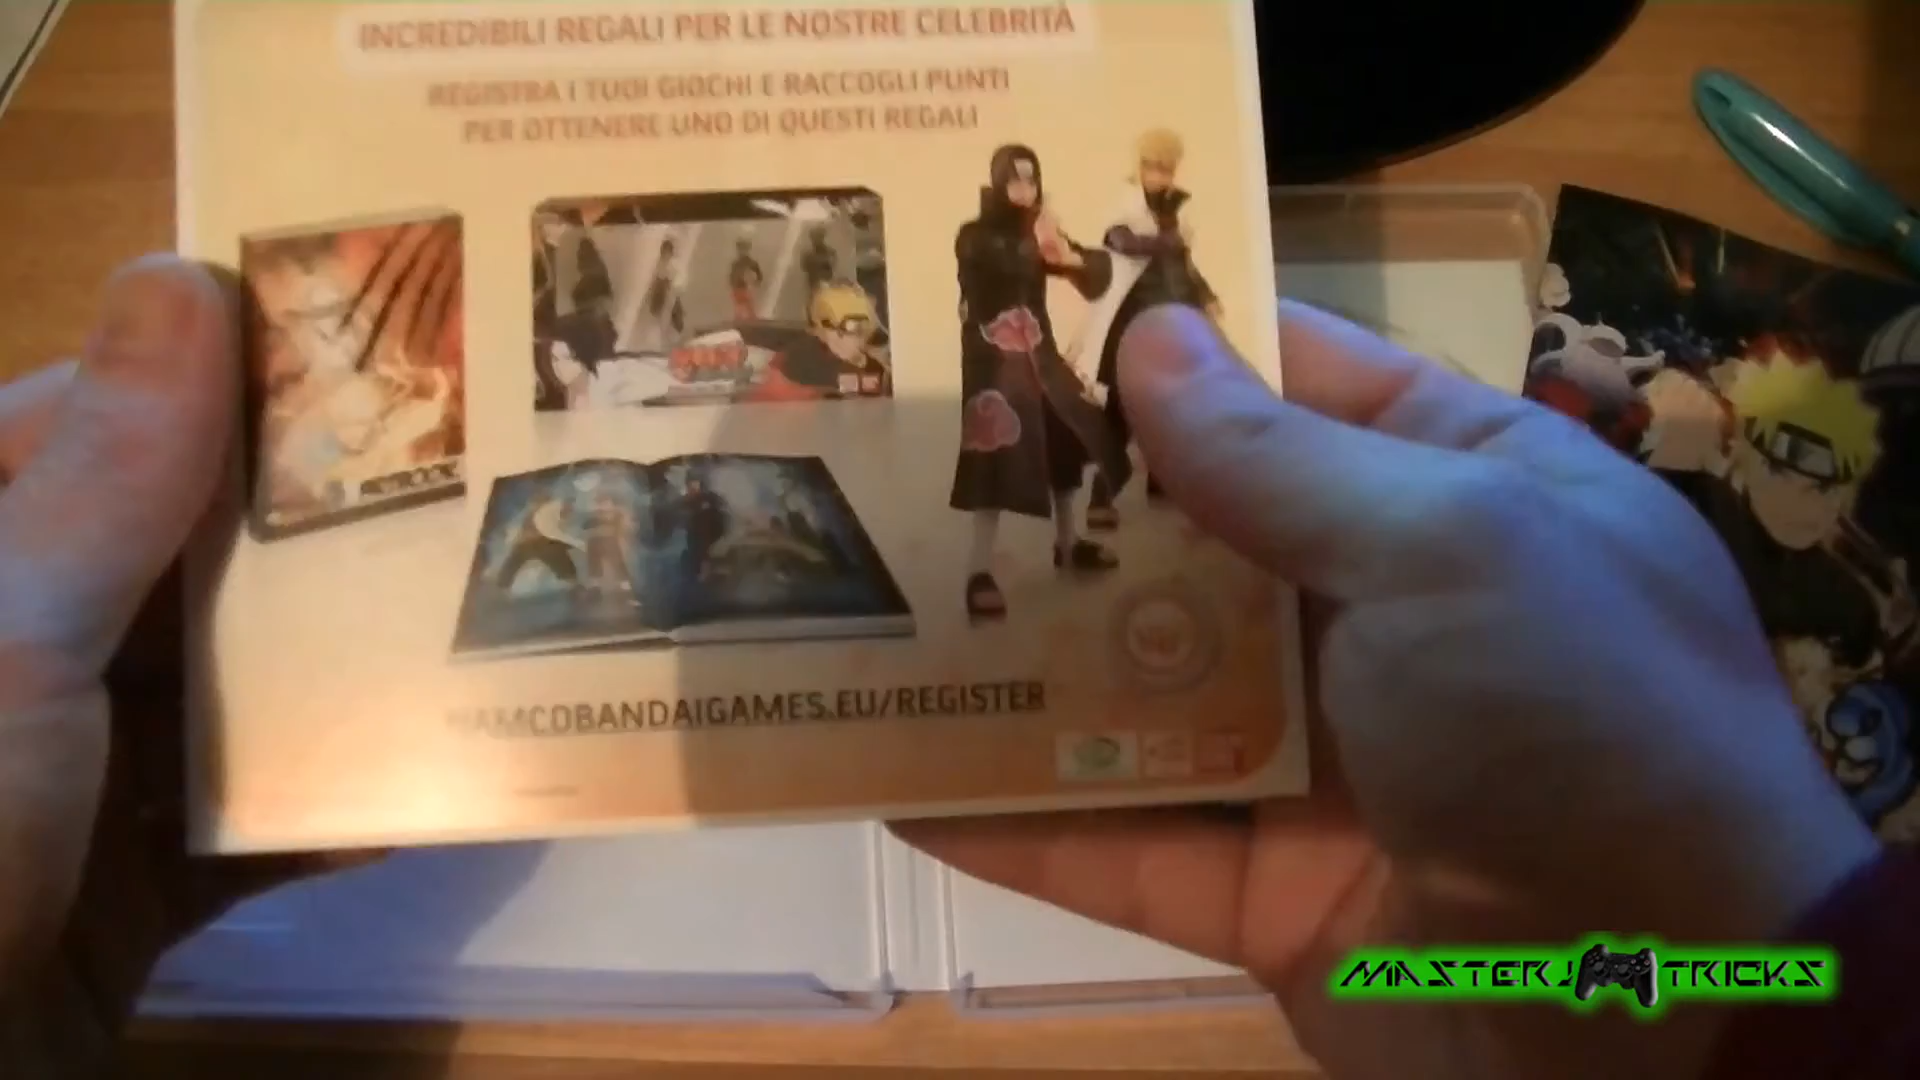 INCREDIBILI REGALI PER LE NOSTRE CELEBRITÀ
REGISTRA I TUOI GIOCHI E RACCOGLI PUNTI
PER OTTENERE UNO DI QUESTI REGALI
NAMCOBANDAIGAMES.EU/REGISTER
MASTER TRICKS